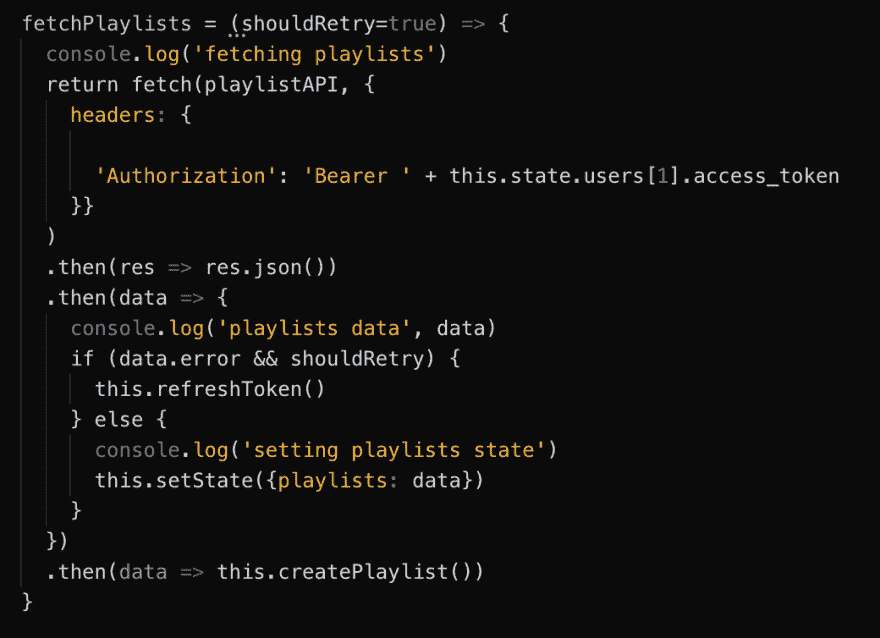 fetchPlaylists = (shouldRetry=true) => {
console.log('fetching playlists')
return fetch(playlistAPI, {
headers: {
'Authorization': 'Bearer ' + this.state.users[1].access_token
}}
)
.then(res => res.json())
.then(data => {
console.log('playlists data', data)
if (data.error && shouldRetry) {
this.refreshToken()
} else {
console.log('setting playlists state')
this.setState({playlists: data})
}
})
.then(data => this.createPlaylist())
}